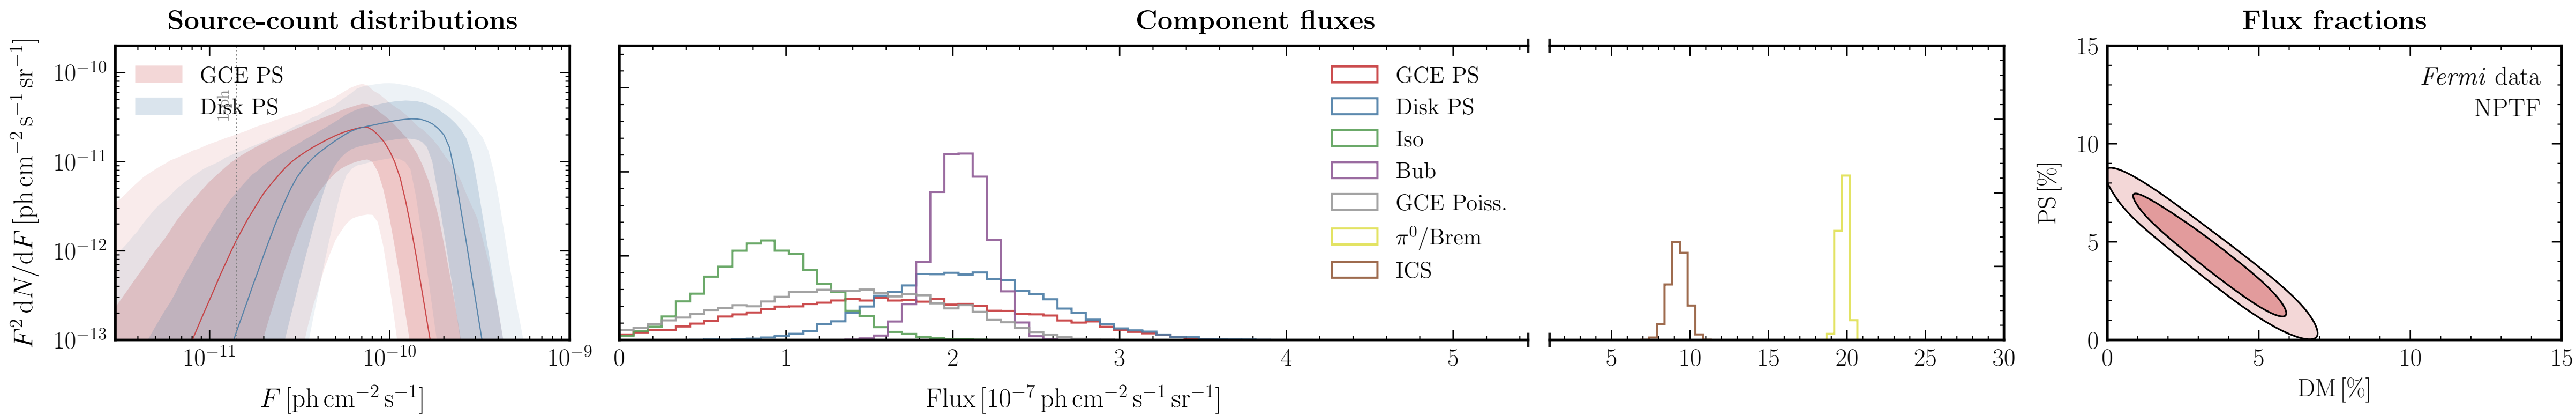 Source-count distributions
F² dN/dF [ph cm⁻² s⁻¹ sr⁻¹]
10⁻¹⁰
10⁻¹¹
10⁻¹²
10⁻¹³
GCE PS
Disk PS
1 ph
10⁻¹¹
10⁻¹⁰
10⁻⁹
F [ph cm⁻² s⁻¹]
Component fluxes
GCE PS
Disk PS
Iso
Bub
GCE Poiss.
π⁰/Brem
ICS
0 1 2 3 4 5
5 10 15 20 25 30
Flux [10⁻⁷ ph cm⁻² s⁻¹ sr⁻¹]
Flux fractions
Fermi data
NPTF
PS [%]
15
10
5
0
0 5 10 15
DM [%]